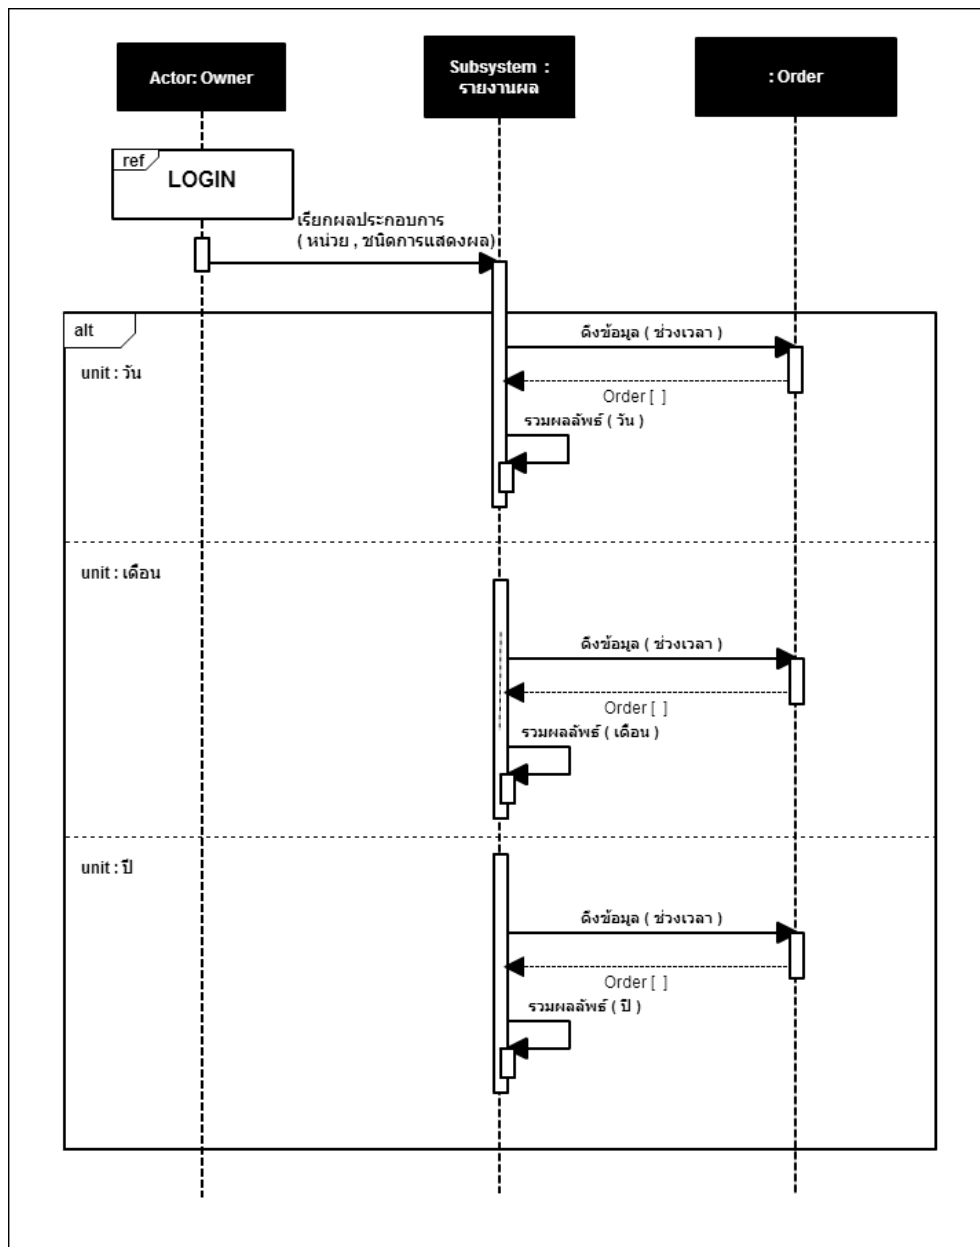 Actor: Owner
Subsystem :
รายงานผล
: Order
ref
LOGIN
เรียกผลประกอบการ
( หน่วย , ชนิดการแสดงผล)
alt
unit : วัน
ดึงข้อมูล ( ช่วงเวลา )
Order [ ]
รวมผลลัพธ์ ( วัน )
unit : เดือน
ดึงข้อมูล ( ช่วงเวลา )
Order [ ]
รวมผลลัพธ์ ( เดือน )
unit : ปี
ดึงข้อมูล ( ช่วงเวลา )
Order [ ]
รวมผลลัพธ์ ( ปี )